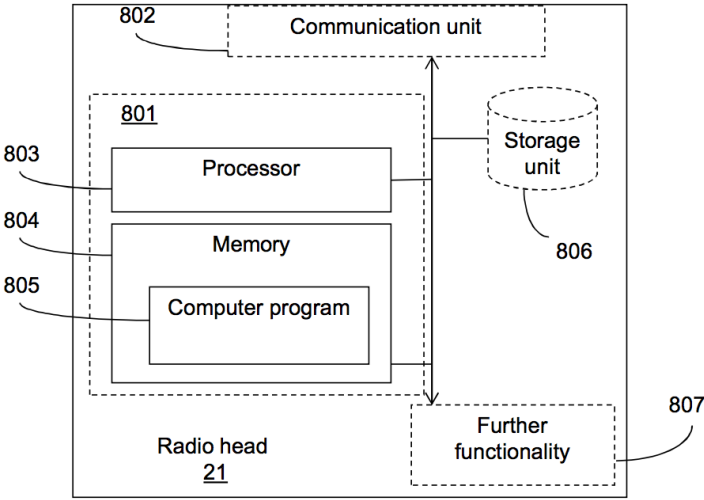 802
Communication unit
801
803
Processor
Storage
unit
804
Memory
806
805
Computer program
807
Further
functionality
Radio head
21